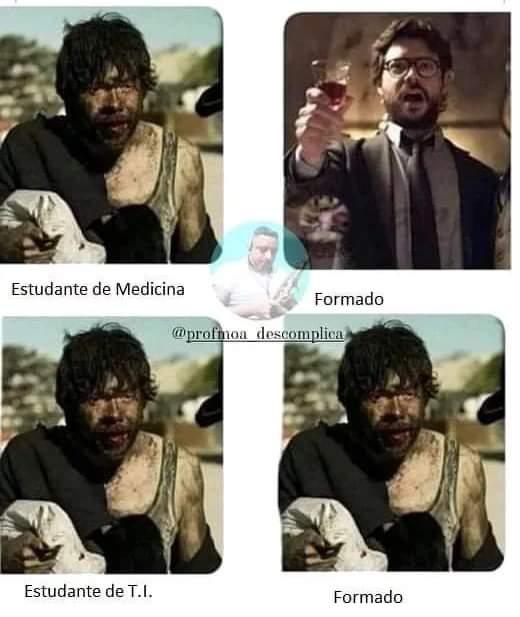 Estudante de Medicina
Formado
@profmoa_descomplica
Estudante de T.I.
Formado